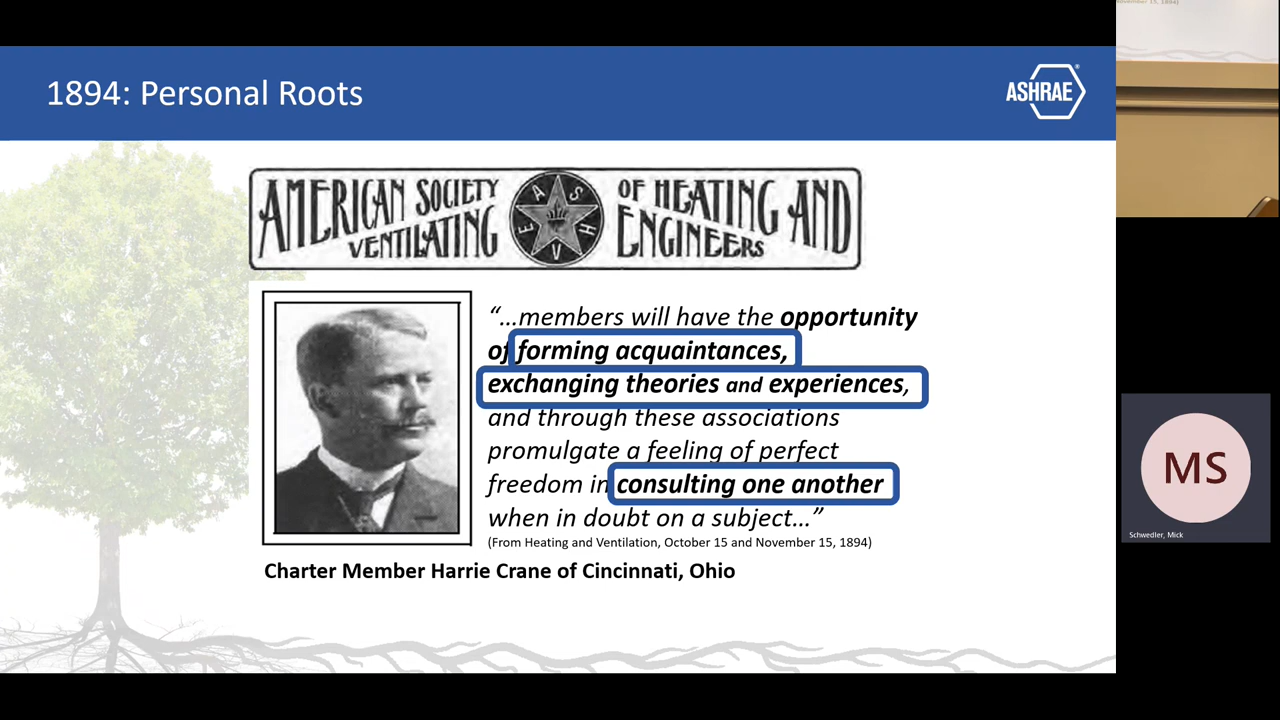 1894: Personal Roots
ASHRAE
AMERICAN SOCIETY OF HEATING AND
VENTILATING ENGINEERS
A S H V E
“…members will have the opportunity
of forming acquaintances,
exchanging theories and experiences,
and through these associations
promulgate a feeling of perfect
freedom in consulting one another
when in doubt on a subject…”
(From Heating and Ventilation, October 15 and November 15, 1894)
Charter Member Harrie Crane of Cincinnati, Ohio
November 15, 1894)
MS
Schwedler, Mick